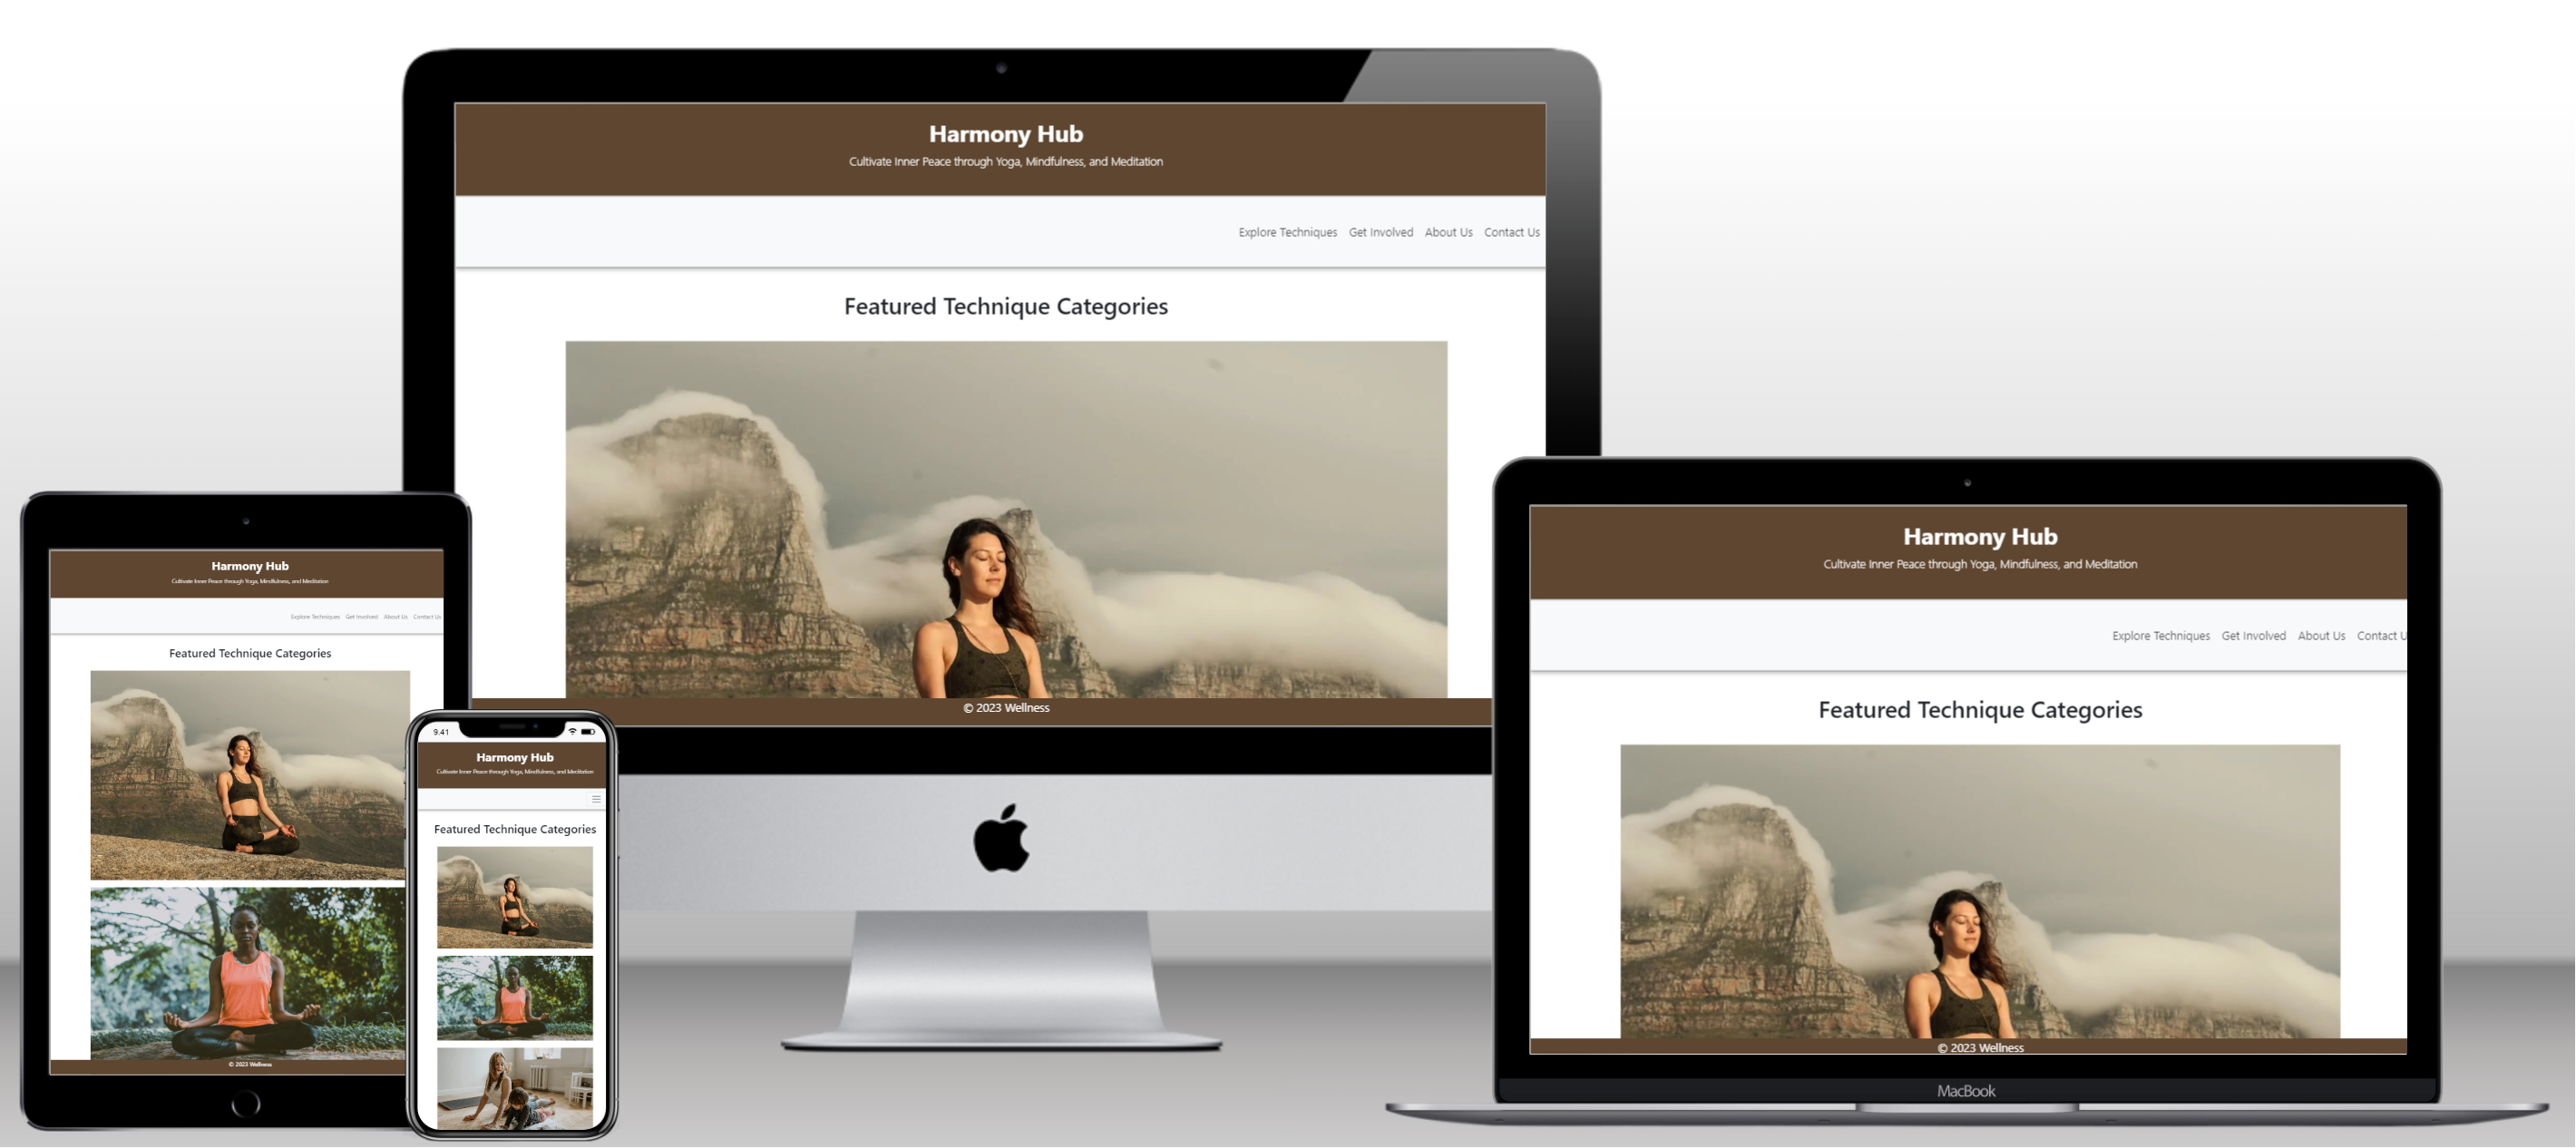 Harmony Hub
Cultivate Inner Peace through Yoga, Mindfulness, and Meditation
Explore Techniques Get Involved About Us Contact Us
Featured Technique Categories
© 2023 Wellness
Harmony Hub
Cultivate Inner Peace through Yoga, Mindfulness, and Meditation
Explore Techniques Get Involved About Us Contact Us
Featured Technique Categories
© 2023 Wellness
9.41
Harmony Hub
Cultivate Inner Peace through Yoga, Mindfulness, and Meditation
Featured Technique Categories
Harmony Hub
Cultivate Inner Peace through Yoga, Mindfulness, and Meditation
Explore Techniques Get Involved About Us Contact U
Featured Technique Categories
© 2023 Wellness
MacBook